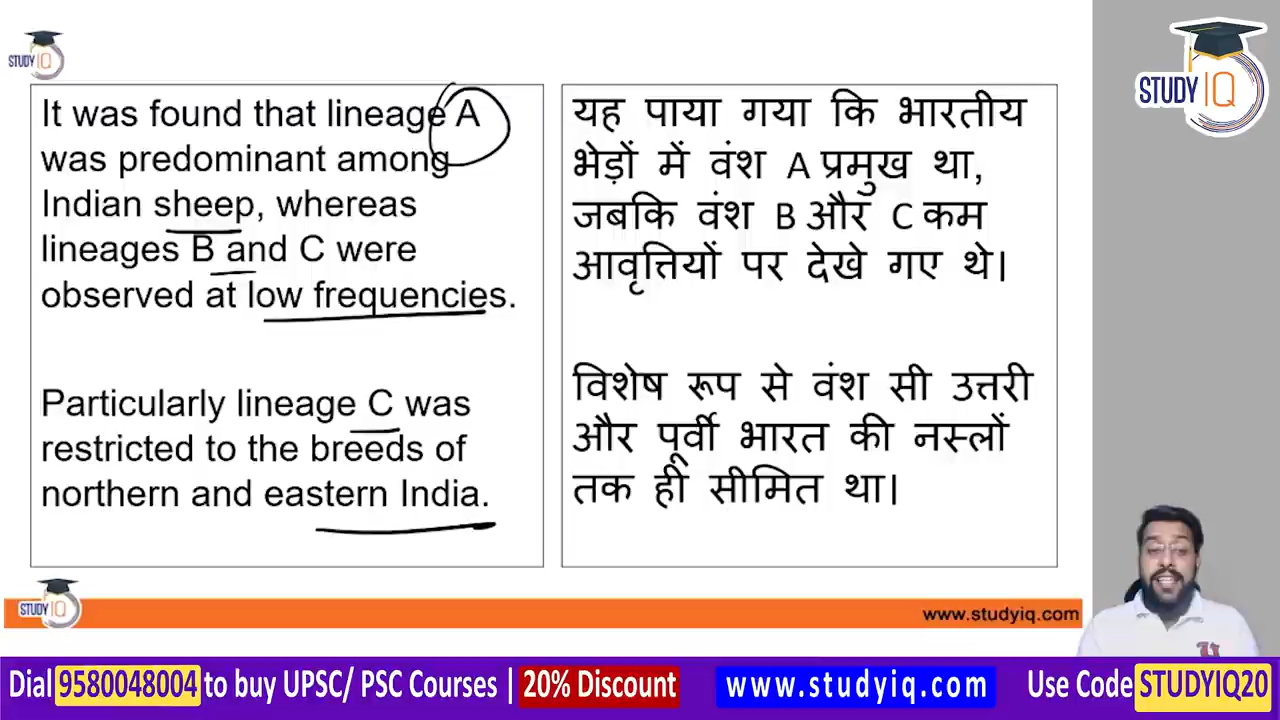 STUDY IQ
STUDY IQ
It was found that lineage A
was predominant among
Indian sheep, whereas
lineages B and C were
observed at low frequencies.
Particularly lineage C was
restricted to the breeds of
northern and eastern India.
यह पाया गया कि भारतीय
भेड़ों में वंश A प्रमुख था,
जबकि वंश B और C कम
आवृत्तियों पर देखे गए थे।
विशेष रूप से वंश सी उत्तरी
और पूर्वी भारत की नस्लों
तक ही सीमित था।
STUDY IQ
www.studyiq.com
Dial 9580048004 to buy UPSC/ PSC Courses | 20% Discount www.studyiq.com Use Code STUDYIQ20